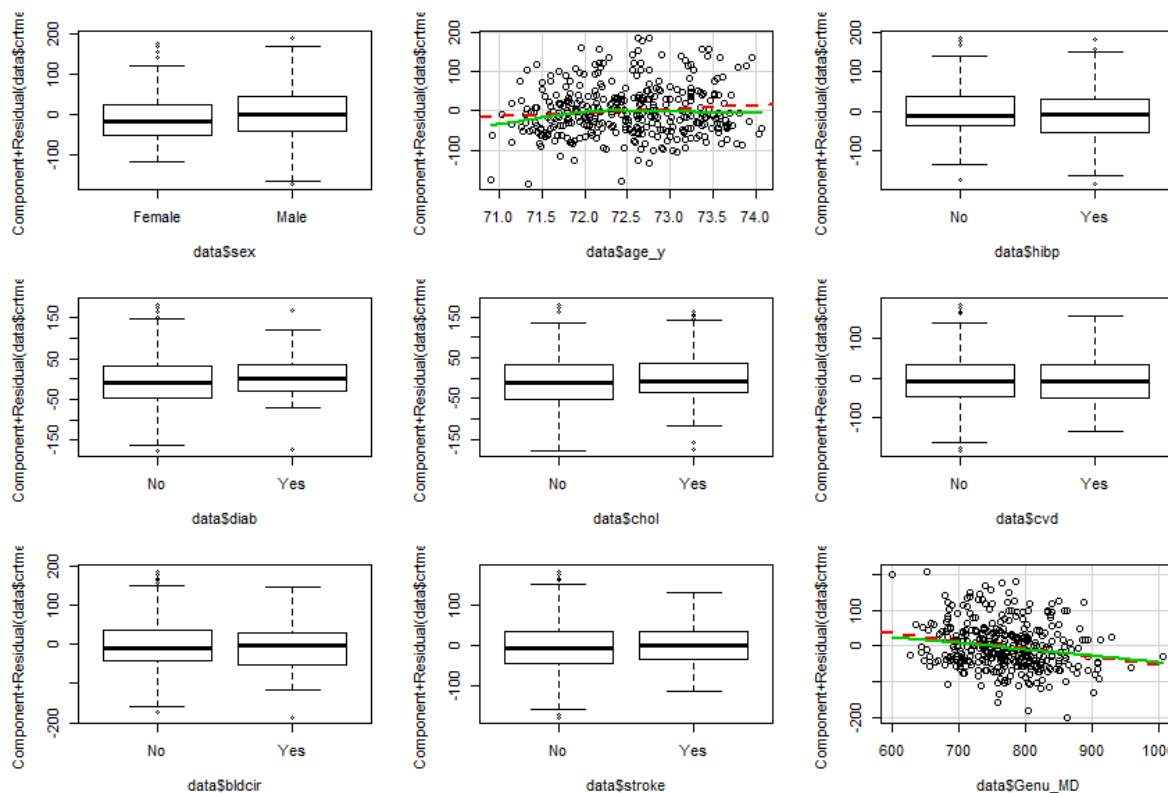 Component+Residual(data$crtme
200
100
0
-100
Female
Male
data$sex
Component+Residual(data$crtme
200
100
0
-100
71.0 71.5 72.0 72.5 73.0 73.5 74.0
data$age_y
Component+Residual(data$crtme
200
100
0
-100
No
Yes
data$hibp
Component+Residual(data$crtme
150
50
-50
-150
No
Yes
data$diab
Component+Residual(data$crtme
150
50
-50
-150
No
Yes
data$chol
Component+Residual(data$crtme
100
0
-100
No
Yes
data$cvd
Component+Residual(data$crtme
200
100
0
-200
No
Yes
data$bldcir
Component+Residual(data$crtme
100
0
-100
No
Yes
data$stroke
Component+Residual(data$crtme
100
0
-200
600 700 800 900 1000
data$Genu_MD